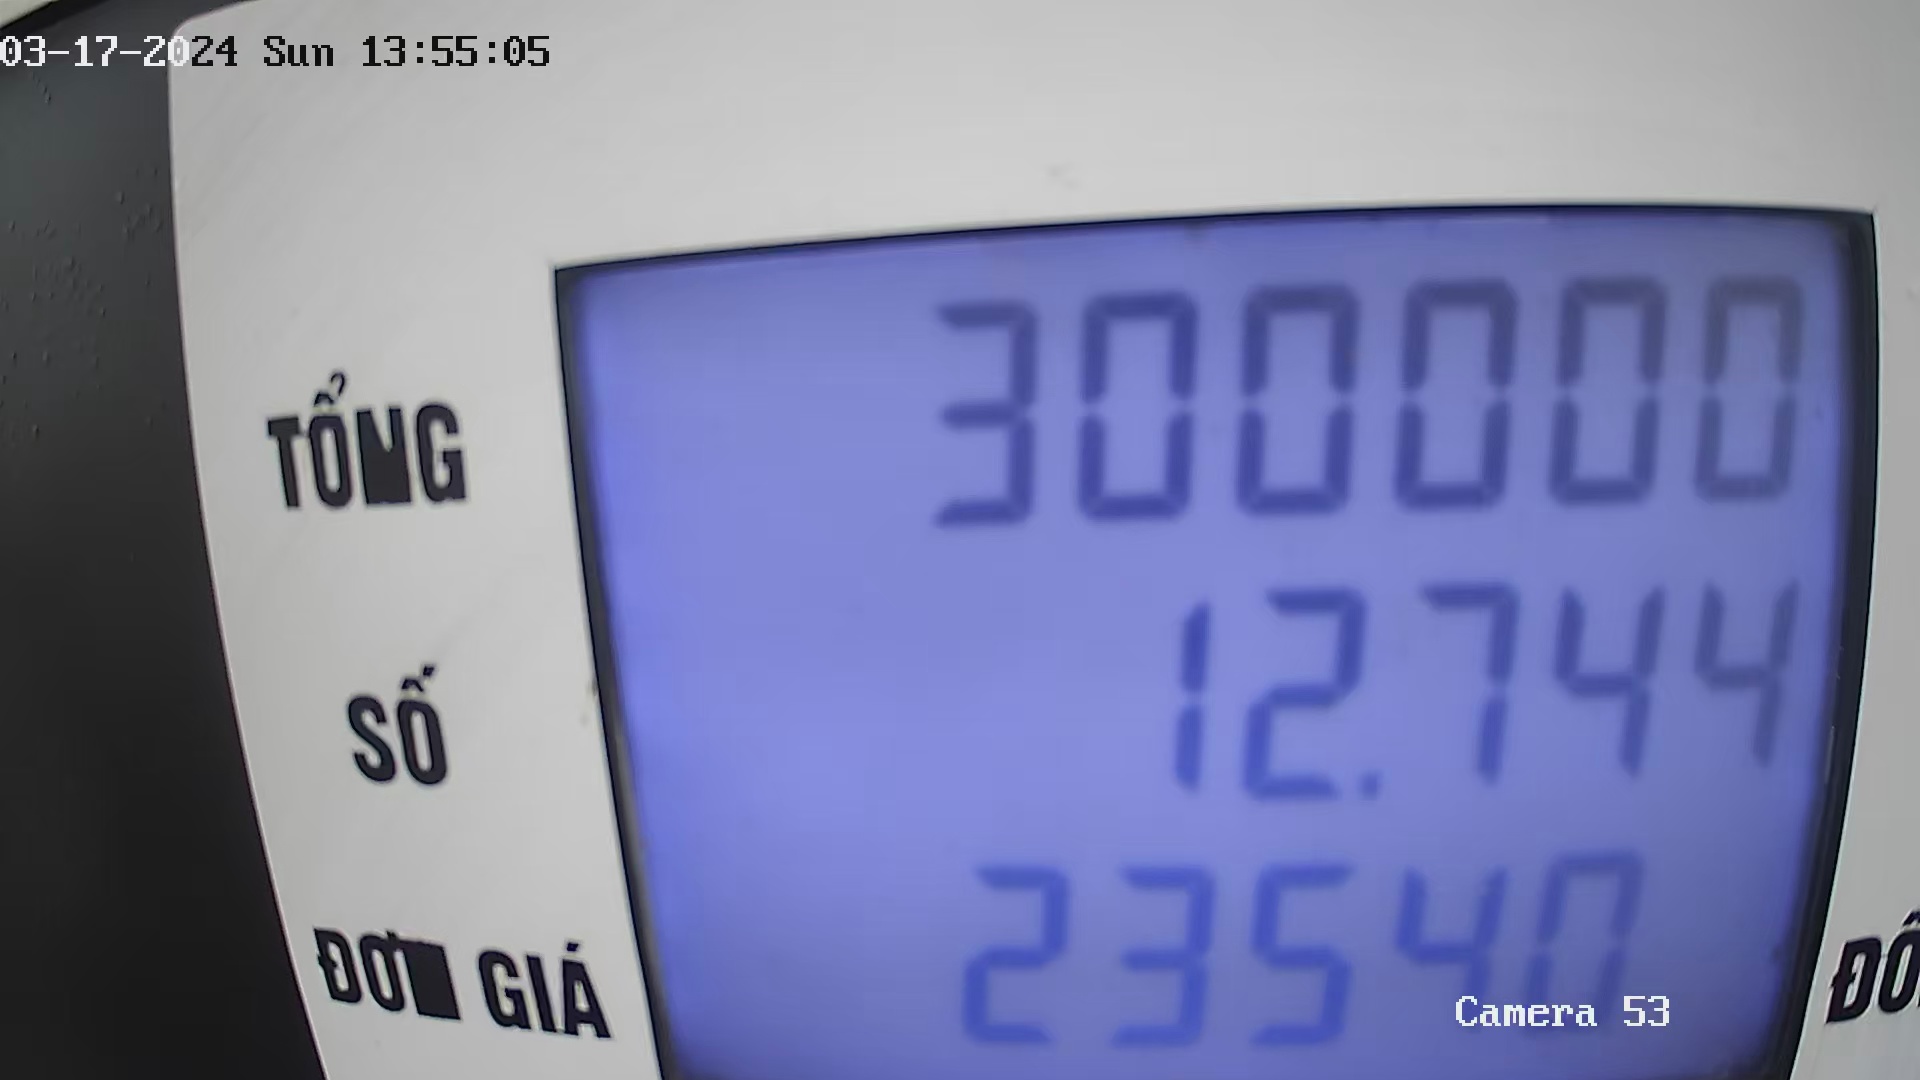 03-17-2024 Sun 13:55:05
300000
TỔNG
12.744
SỐ
23540
ĐƠN GIÁ
Camera 53